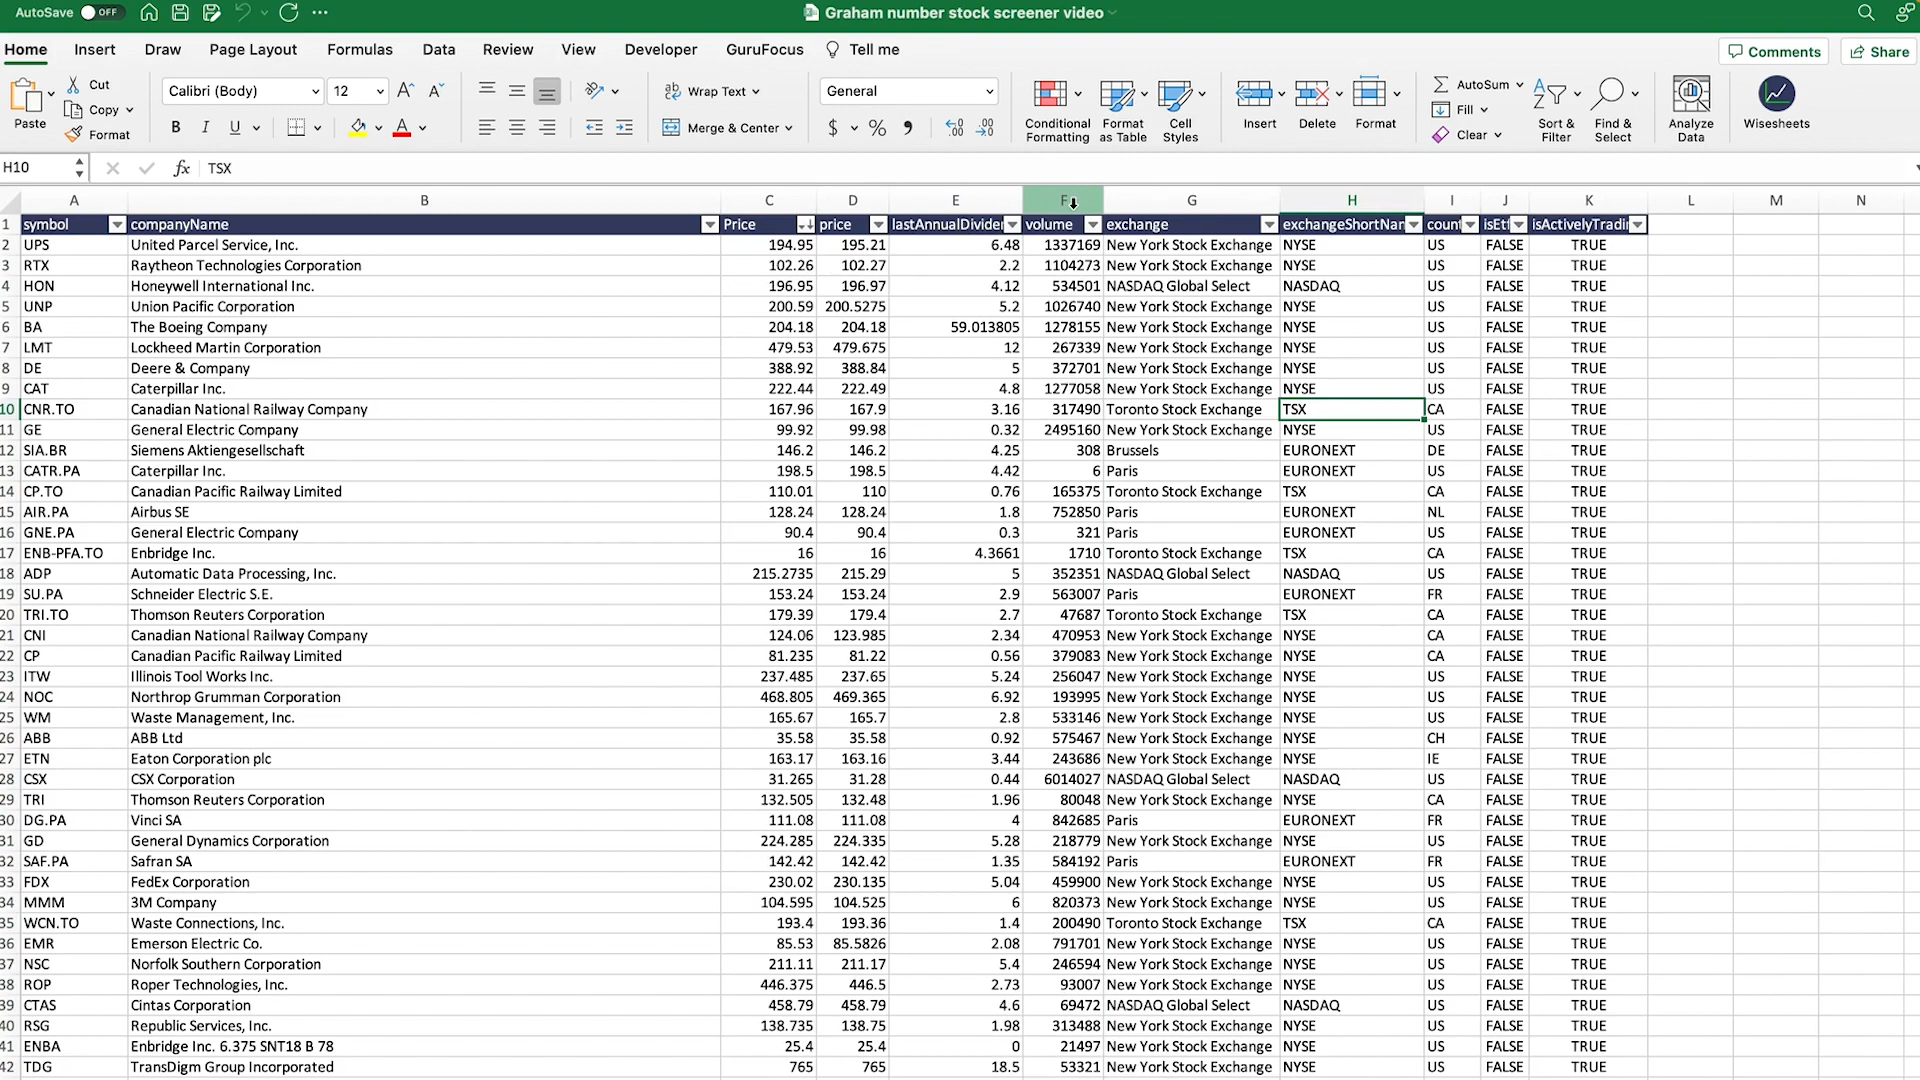 AutoSave OFF Graham number stock screener video
Home Insert Draw Page Layout Formulas Data Review View Developer GuruFocus Tell me Comments Share
Paste Cut Copy Format
Calibri (Body) 12 Wrap Text General Conditional Formatting Format as Table Cell Styles Insert Delete Format AutoSum Fill Clear Sort & Filter Find & Select Analyze Data Wisesheets
B I U Merge & Center $ %
H10 fx TSX
A B C D E F G H I J K L M N
1 symbol companyName Price price lastAnnualDivider volume exchange exchangeShortNan count isEtf isActivelyTradin
2 UPS United Parcel Service, Inc. 194.95 195.21 6.48 1337169 New York Stock Exchange NYSE US FALSE TRUE
3 RTX Raytheon Technologies Corporation 102.26 102.27 2.2 1104273 New York Stock Exchange NYSE US FALSE TRUE
4 HON Honeywell International Inc. 196.95 196.97 4.12 534501 NASDAQ Global Select NASDAQ US FALSE TRUE
5 UNP Union Pacific Corporation 200.59 200.5275 5.2 1026740 New York Stock Exchange NYSE US FALSE TRUE
6 BA The Boeing Company 204.18 204.18 59.013805 1278155 New York Stock Exchange NYSE US FALSE TRUE
7 LMT Lockheed Martin Corporation 479.53 479.675 12 267339 New York Stock Exchange NYSE US FALSE TRUE
8 DE Deere & Company 388.92 388.84 5 372701 New York Stock Exchange NYSE US FALSE TRUE
9 CAT Caterpillar Inc. 222.44 222.49 4.8 1277058 New York Stock Exchange NYSE US FALSE TRUE
10 CNR.TO Canadian National Railway Company 167.96 167.9 3.16 317490 Toronto Stock Exchange TSX CA FALSE TRUE
11 GE General Electric Company 99.92 99.98 0.32 2495160 New York Stock Exchange NYSE US FALSE TRUE
12 SIA.BR Siemens Aktiengesellschaft 146.2 146.2 4.25 308 Brussels EURONEXT DE FALSE TRUE
13 CATR.PA Caterpillar Inc. 198.5 198.5 4.42 6 Paris EURONEXT US FALSE TRUE
14 CP.TO Canadian Pacific Railway Limited 110.01 110 0.76 165375 Toronto Stock Exchange TSX CA FALSE TRUE
15 AIR.PA Airbus SE 128.24 128.24 1.8 752850 Paris EURONEXT NL FALSE TRUE
16 GNE.PA General Electric Company 90.4 90.4 0.3 321 Paris EURONEXT US FALSE TRUE
17 ENB-PFA.TO Enbridge Inc. 16 16 4.3661 1710 Toronto Stock Exchange TSX CA FALSE TRUE
18 ADP Automatic Data Processing, Inc. 215.2735 215.29 5 352351 NASDAQ Global Select NASDAQ US FALSE TRUE
19 SU.PA Schneider Electric S.E. 153.24 153.24 2.9 563007 Paris EURONEXT FR FALSE TRUE
20 TRI.TO Thomson Reuters Corporation 179.39 179.4 2.7 47687 Toronto Stock Exchange TSX CA FALSE TRUE
21 CNI Canadian National Railway Company 124.06 123.985 2.34 470953 New York Stock Exchange NYSE CA FALSE TRUE
22 CP Canadian Pacific Railway Limited 81.235 81.22 0.56 379083 New York Stock Exchange NYSE CA FALSE TRUE
23 ITW Illinois Tool Works Inc. 237.485 237.65 5.24 256047 New York Stock Exchange NYSE US FALSE TRUE
24 NOC Northrop Grumman Corporation 468.805 469.365 6.92 193995 New York Stock Exchange NYSE US FALSE TRUE
25 WM Waste Management, Inc. 165.67 165.7 2.8 533146 New York Stock Exchange NYSE US FALSE TRUE
26 ABB ABB Ltd 35.58 35.58 0.92 575467 New York Stock Exchange NYSE CH FALSE TRUE
27 ETN Eaton Corporation plc 163.17 163.16 3.44 243686 New York Stock Exchange NYSE IE FALSE TRUE
28 CSX CSX Corporation 31.265 31.28 0.44 6014027 NASDAQ Global Select NASDAQ US FALSE TRUE
29 TRI Thomson Reuters Corporation 132.505 132.48 1.96 80048 New York Stock Exchange NYSE CA FALSE TRUE
30 DG.PA Vinci SA 111.08 111.08 4 842685 Paris EURONEXT FR FALSE TRUE
31 GD General Dynamics Corporation 224.285 224.335 5.28 218779 New York Stock Exchange NYSE US FALSE TRUE
32 SAF.PA Safran SA 142.42 142.42 1.35 584192 Paris EURONEXT FR FALSE TRUE
33 FDX FedEx Corporation 230.02 230.135 5.04 459900 New York Stock Exchange NYSE US FALSE TRUE
34 MMM 3M Company 104.595 104.525 6 820373 New York Stock Exchange NYSE US FALSE TRUE
35 WCN.TO Waste Connections, Inc. 193.4 193.36 1.4 200490 Toronto Stock Exchange TSX CA FALSE TRUE
36 EMR Emerson Electric Co. 85.53 85.5826 2.08 791701 New York Stock Exchange NYSE US FALSE TRUE
37 NSC Norfolk Southern Corporation 211.11 211.17 5.4 246594 New York Stock Exchange NYSE US FALSE TRUE
38 ROP Roper Technologies, Inc. 446.375 446.5 2.73 93007 New York Stock Exchange NYSE US FALSE TRUE
39 CTAS Cintas Corporation 458.79 458.79 4.6 69472 NASDAQ Global Select NASDAQ US FALSE TRUE
40 RSG Republic Services, Inc. 138.735 138.75 1.98 313488 New York Stock Exchange NYSE US FALSE TRUE
41 ENBA Enbridge Inc. 6.375 SNT18 B 78 25.4 25.4 0 21497 New York Stock Exchange NYSE US FALSE TRUE
42 TDG TransDigm Group Incorporated 765 765 18.5 53321 New York Stock Exchange NYSE US FALSE TRUE